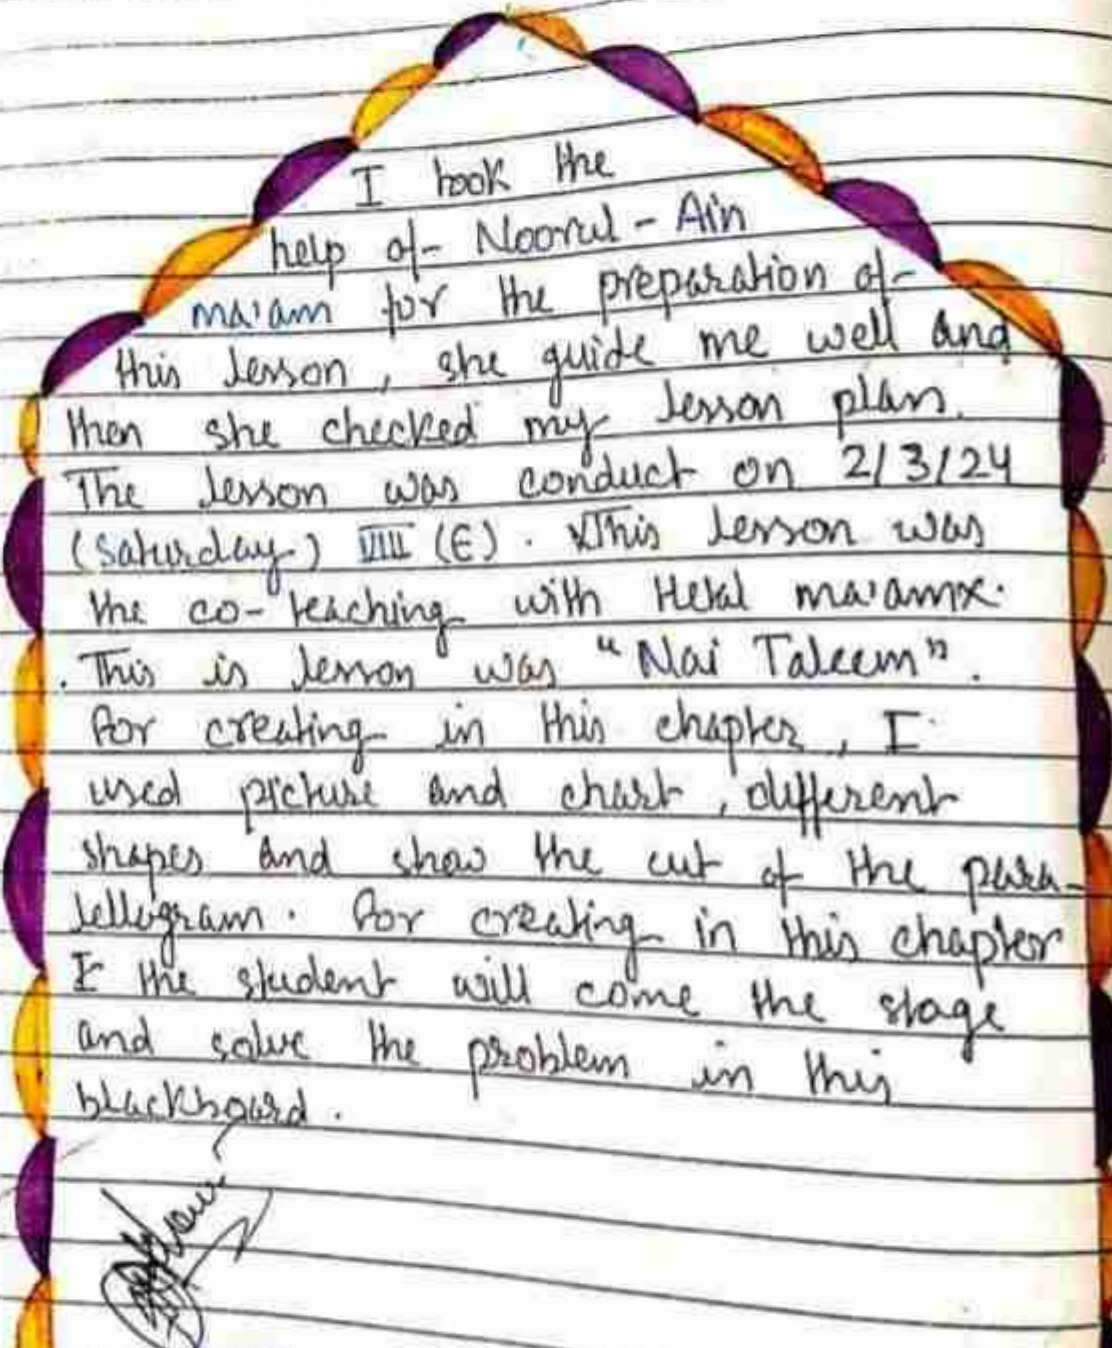 I took the
help of Noorul-Ain
ma'am for the preparation of
this lesson, she guide me well and
then she checked my lesson plan.
The lesson was conduct on 2/3/24
(Saturday) VIII (E). xThis lesson was
the co-teaching with Hetal ma'amx.
. This is lesson was "Nai Taleem".
For creating in this chapter, I
used picture and chart, different
shapes and show the cut of the para-
lellogram. For creating in this chapter
I the student will come the stage
and solve the problem in this
blackboard.